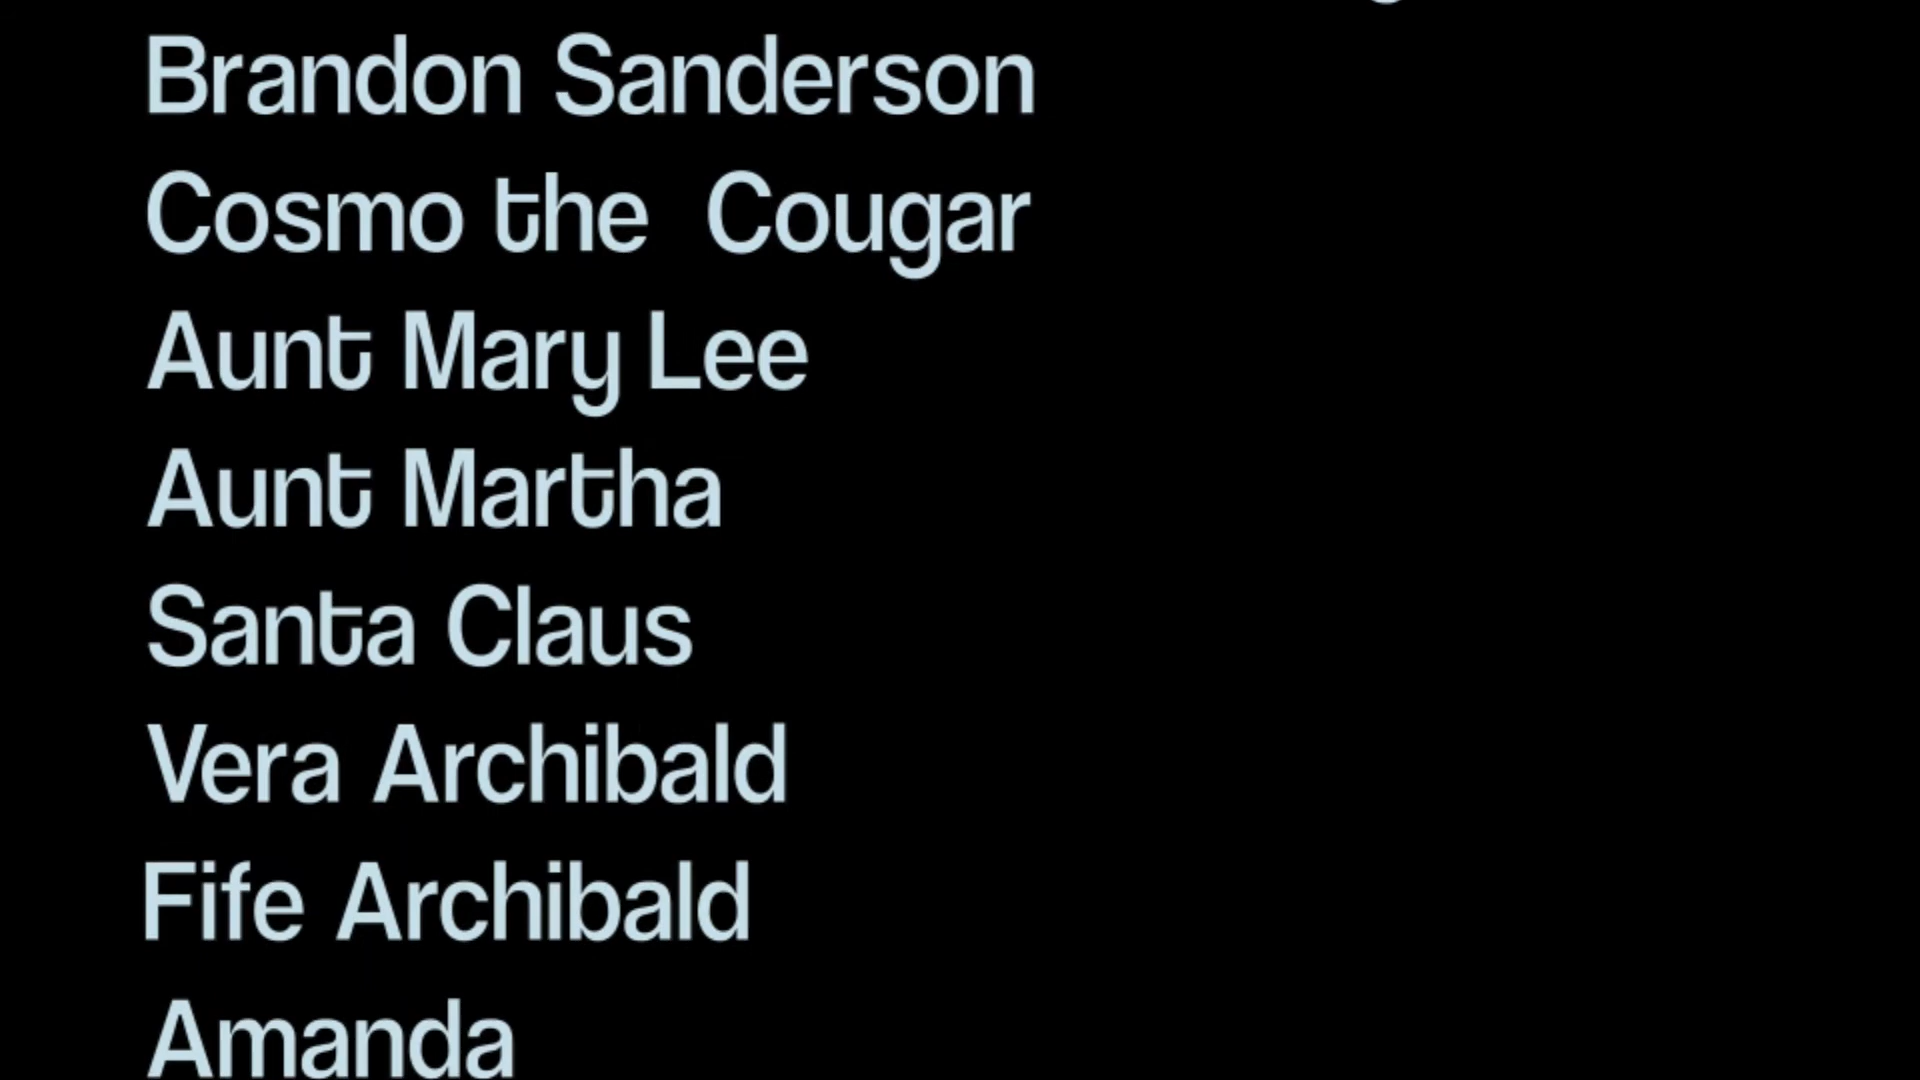 Brandon Sanderson
Cosmo the  Cougar
Aunt Mary Lee
Aunt Martha
Santa Claus
Vera Archibald
Fife Archibald
Amanda